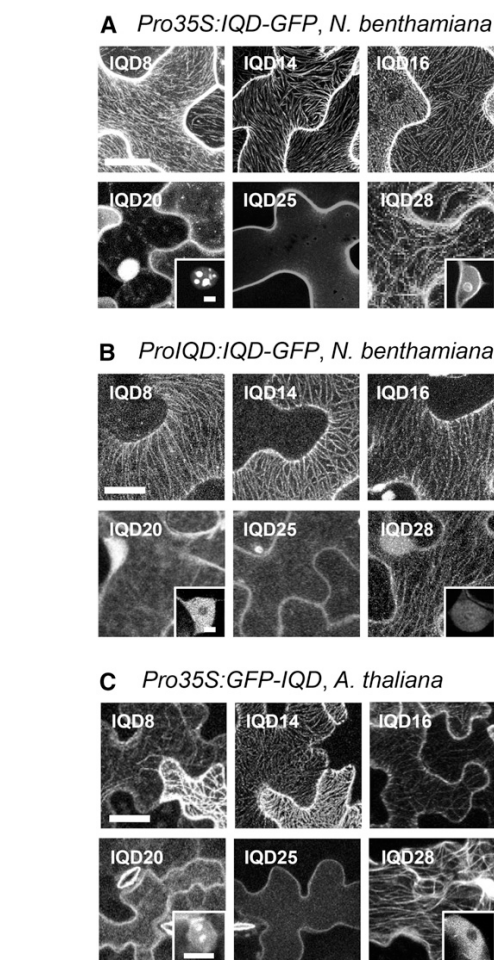 A Pro35S:IQD-GFP, N. benthamiana
IQD8 IQD14 IQD16
IQD20 IQD25 IQD28
B ProIQD:IQD-GFP, N. benthamiana
IQD8 IQD14 IQD16
IQD20 IQD25 IQD28
C Pro35S:GFP-IQD, A. thaliana
IQD8 IQD14 IQD16
IQD20 IQD25 IQD28